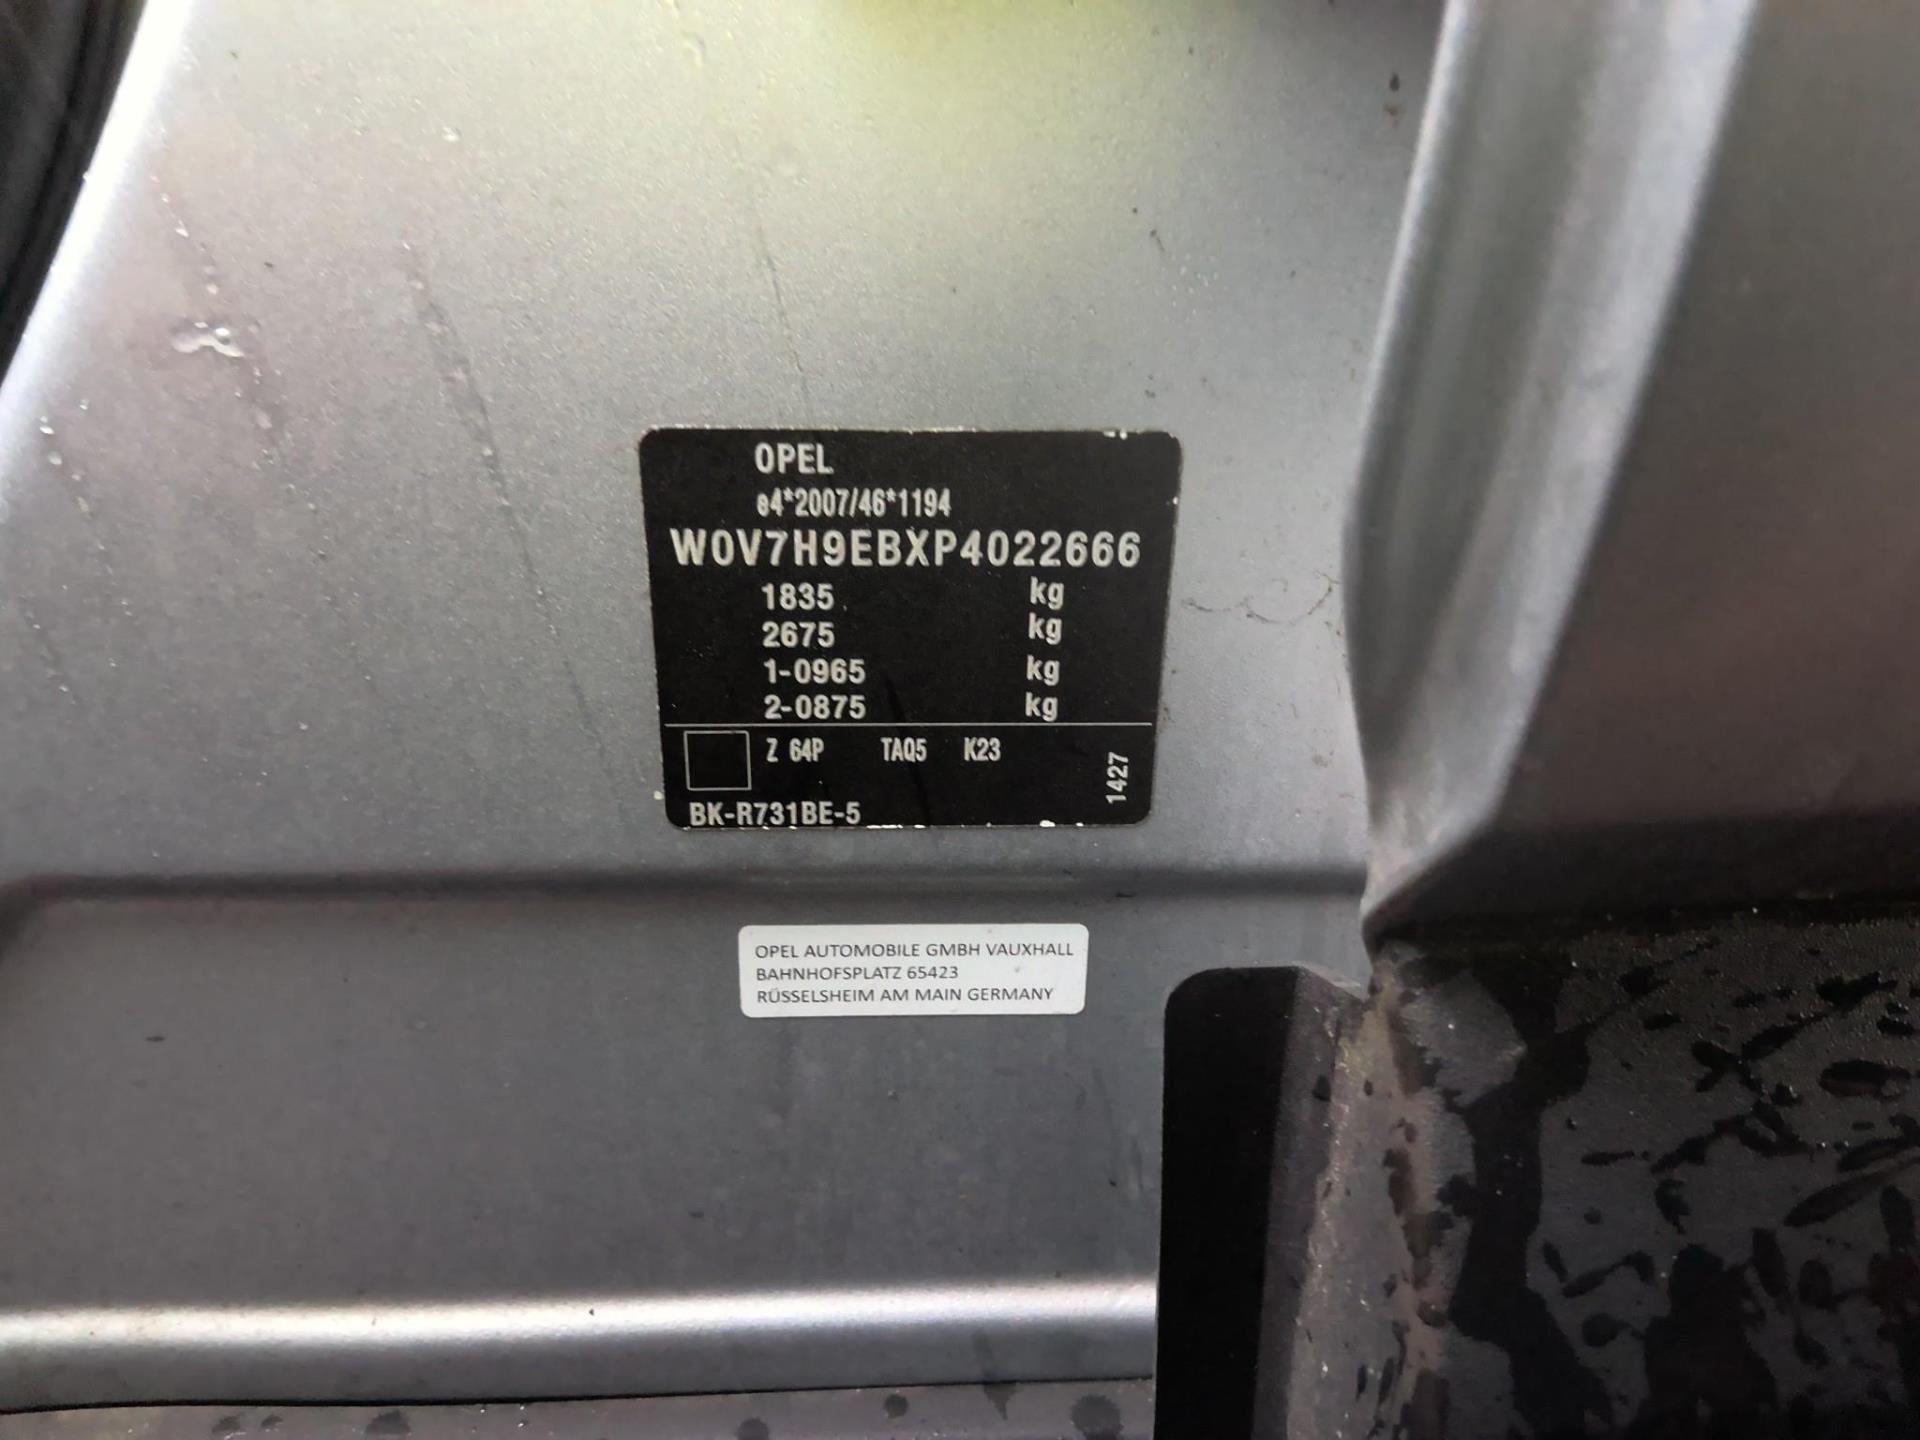 OPEL
e4*2007/46*1194
W0V7H9EBXP4022666
1835 kg
2675 kg
1-0965 kg
2-0875 kg
Z 64P TAQ5 K23
1427
BK-R731BE-5
OPEL AUTOMOBILE GMBH VAUXHALL
BAHNHOFSPLATZ 65423
RÜSSELSHEIM AM MAIN GERMANY